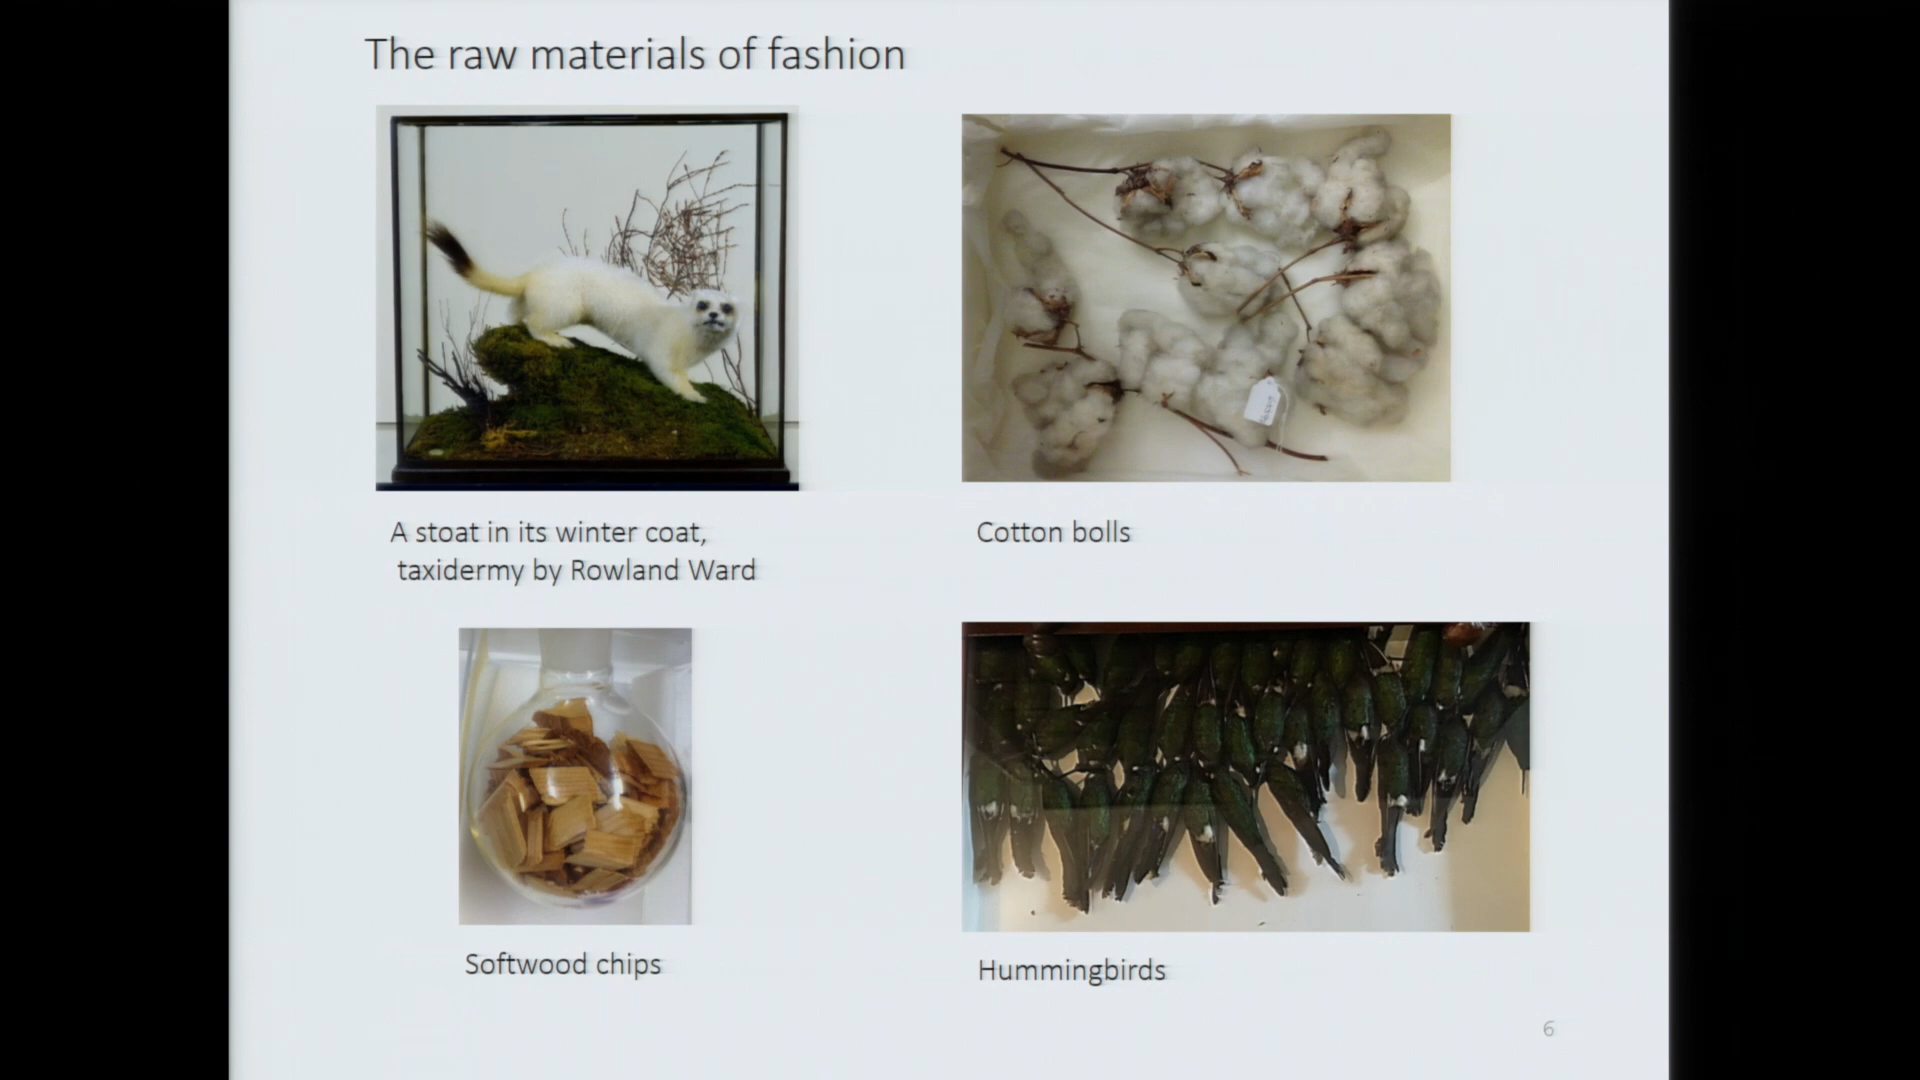 The raw materials of fashion
A stoat in its winter coat,
taxidermy by Rowland Ward
Cotton bolls
Softwood chips
Hummingbirds
6